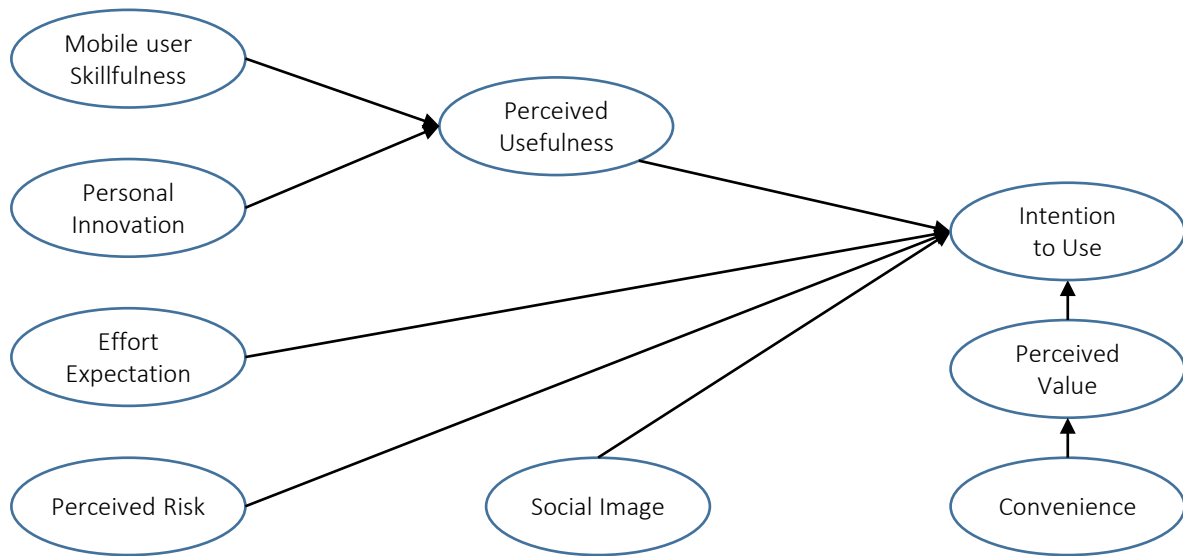 Mobile user
Skillfulness
Perceived
Usefulness
Personal
Innovation
Intention
to Use
Effort
Expectation
Perceived
Value
Perceived Risk
Social Image
Convenience